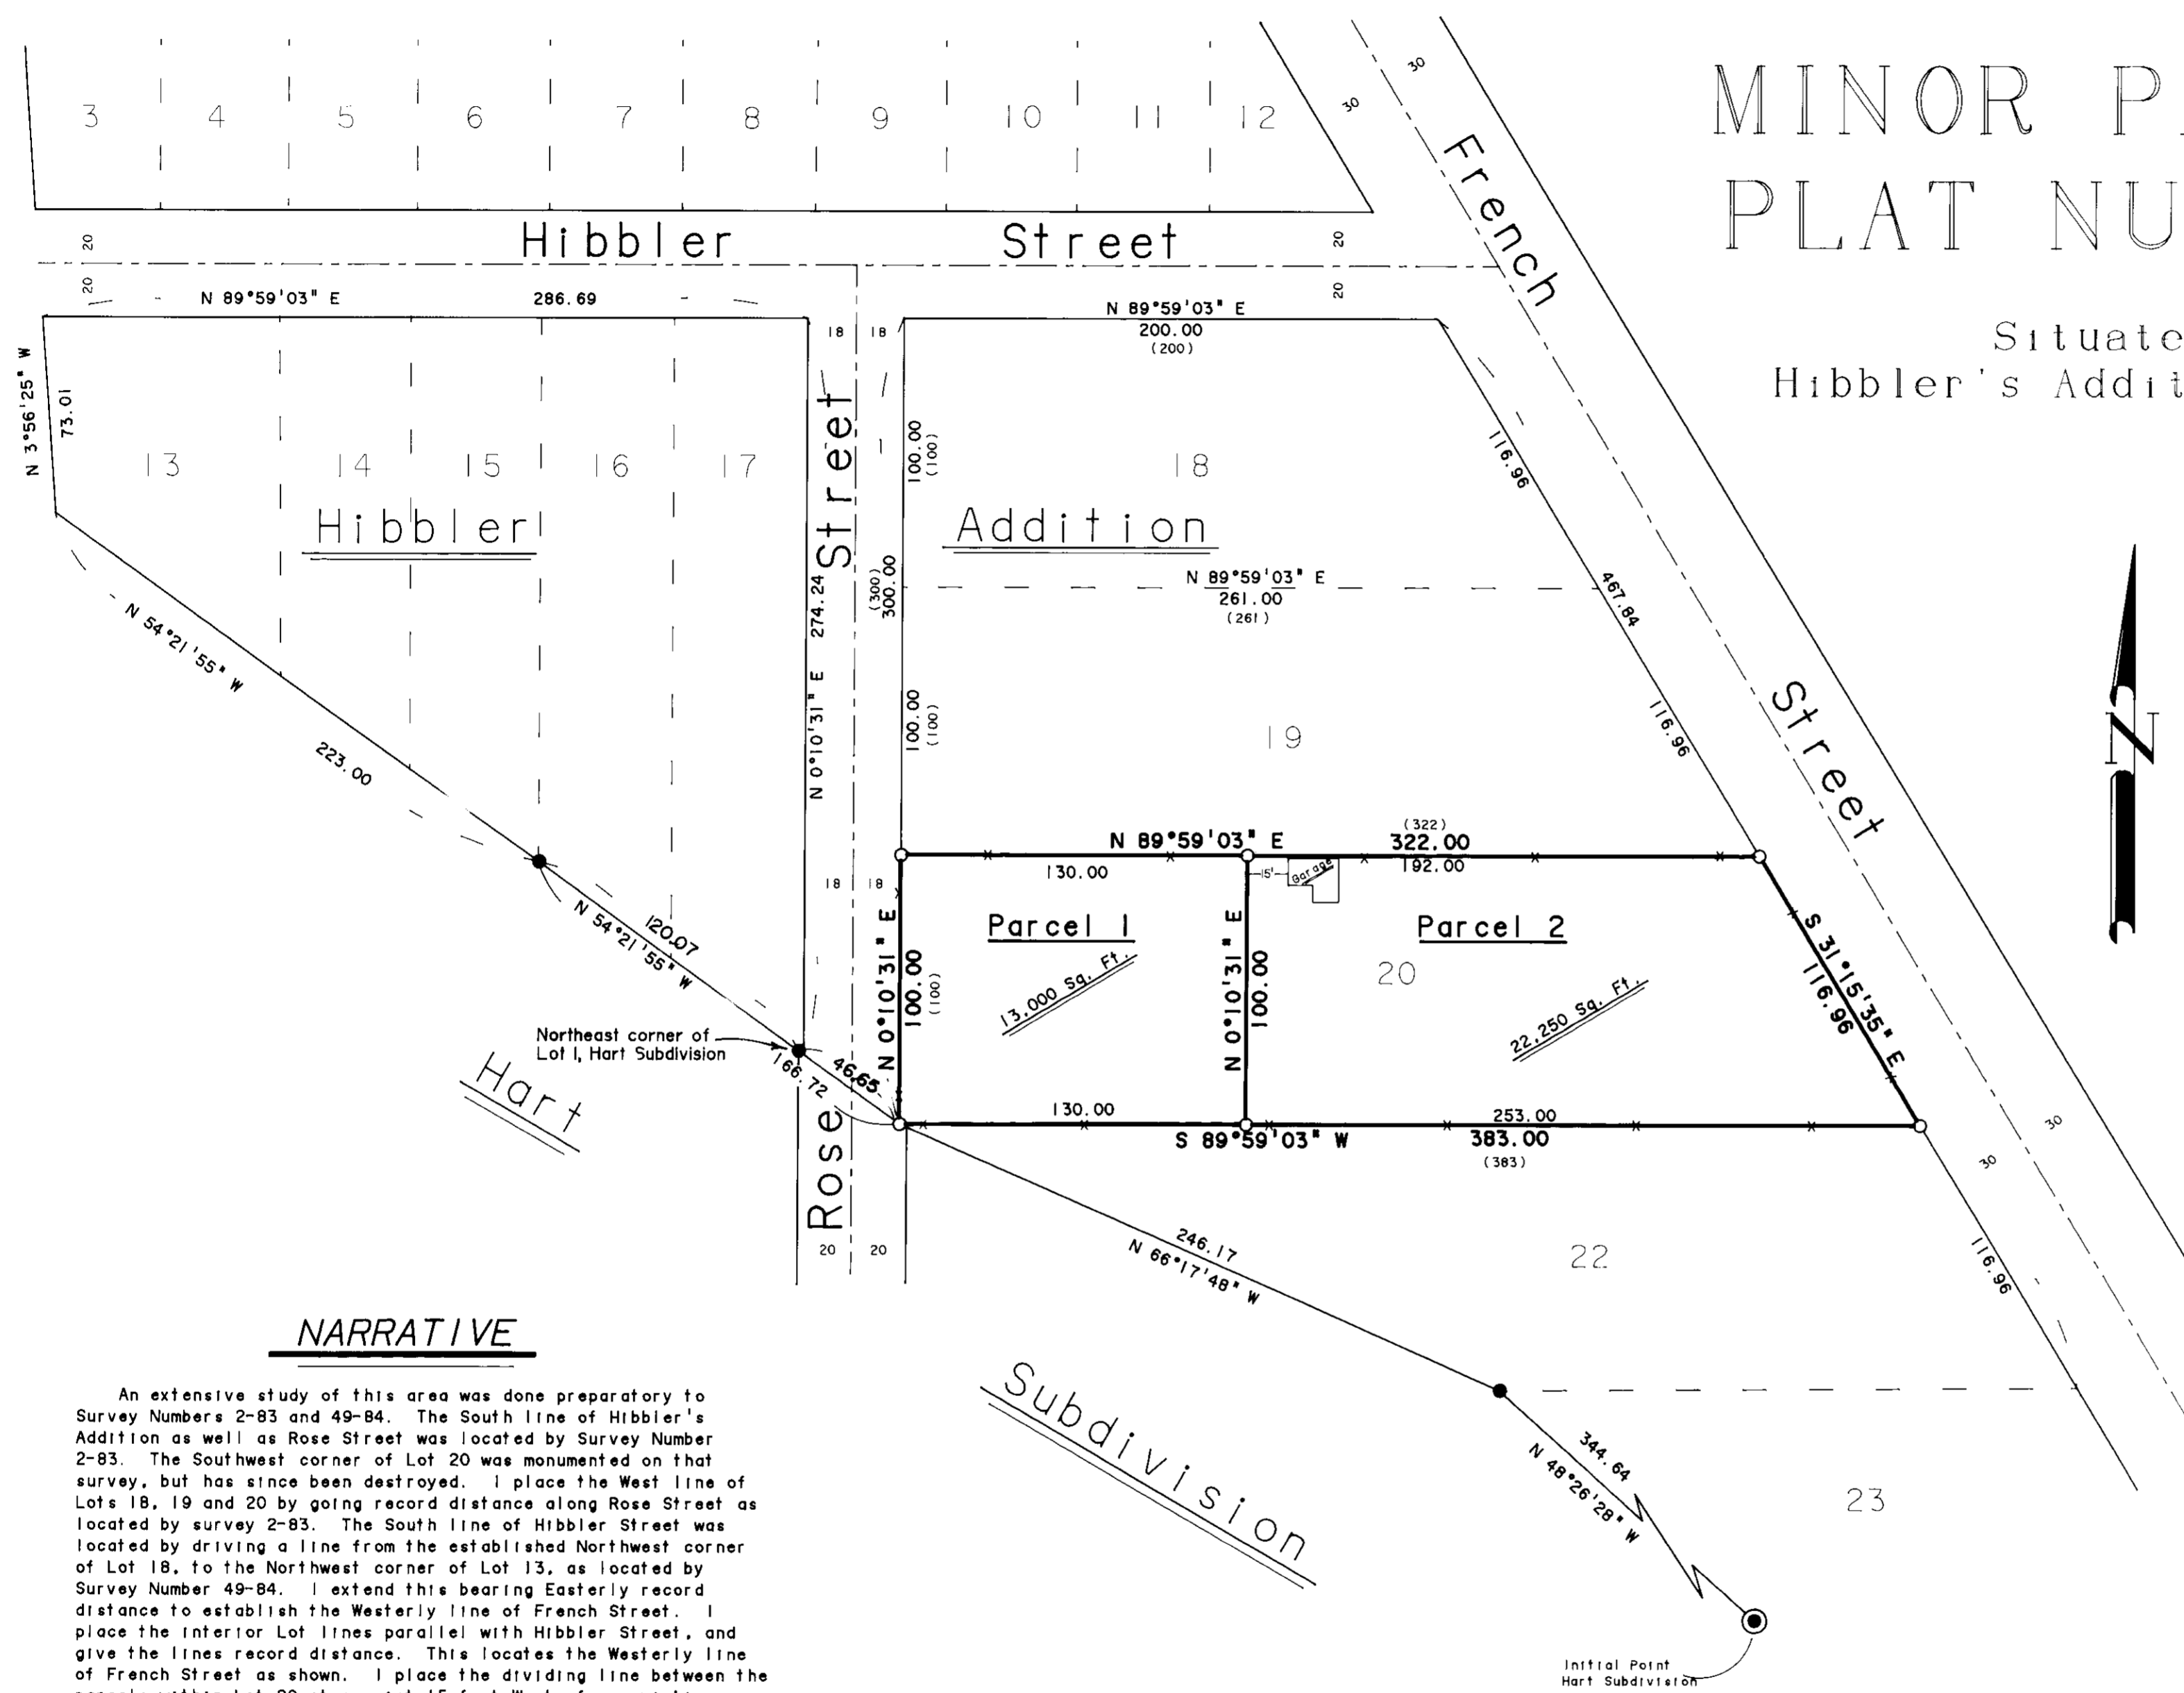 MINOR P
PLAT NU
Situate
Hibbler's Addit
3 4 5 6 7 8 9 10 11 12
30
30
French
Street
Hibbler Street
20
20
20
20
N 89°59'03" E 286.69
N 89°59'03" E
200.00
(200)
18 18
N 3°56'25" W
73.01
13 14 15 16 17
18
Hibbler Addition
Street
100.00
(100)
116.96
N 0°10'31" E 274.24
(300)
300.00
N 89°59'03" E
261.00
(261)
467.84
N 54°21'55" W
223.00
100.00
(100)
19
116.96
N 89°59'03" E
(322)
322.00
130.00
192.00
15'
Garage
18 18
120.07
N 54°21'55" W
N 0°10'31" E
100.00
(100)
Parcel 1
13,000 Sq. Ft.
N 0°10'31" E
100.00
Parcel 2
20
22,250 Sq. Ft.
S 31°15'35" E
116.96
Northeast corner of
Lot 1, Hart Subdivision
46.65
166.72
130.00
253.00
S 89°59'03" W
383.00
(383)
30
30
Hart
Rose
20 20
246.17
N 66°17'48" W
22
116.96
Subdivision
344.64
N 48°26'28" W
23
Initial Point
Hart Subdivision
N
NARRATIVE
An extensive study of this area was done preparatory to
Survey Numbers 2-83 and 49-84. The South line of Hibbler's
Addition as well as Rose Street was located by Survey Number
2-83. The Southwest corner of Lot 20 was monumented on that
survey, but has since been destroyed. I place the West line of
Lots 18, 19 and 20 by going record distance along Rose Street as
located by survey 2-83. The South line of Hibbler Street was
located by driving a line from the established Northwest corner
of Lot 18, to the Northwest corner of Lot 13, as located by
Survey Number 49-84. I extend this bearing Easterly record
distance to establish the Westerly line of French Street. I
place the interior Lot lines parallel with Hibbler Street, and
give the lines record distance. This locates the Westerly line
of French Street as shown. I place the dividing line between the